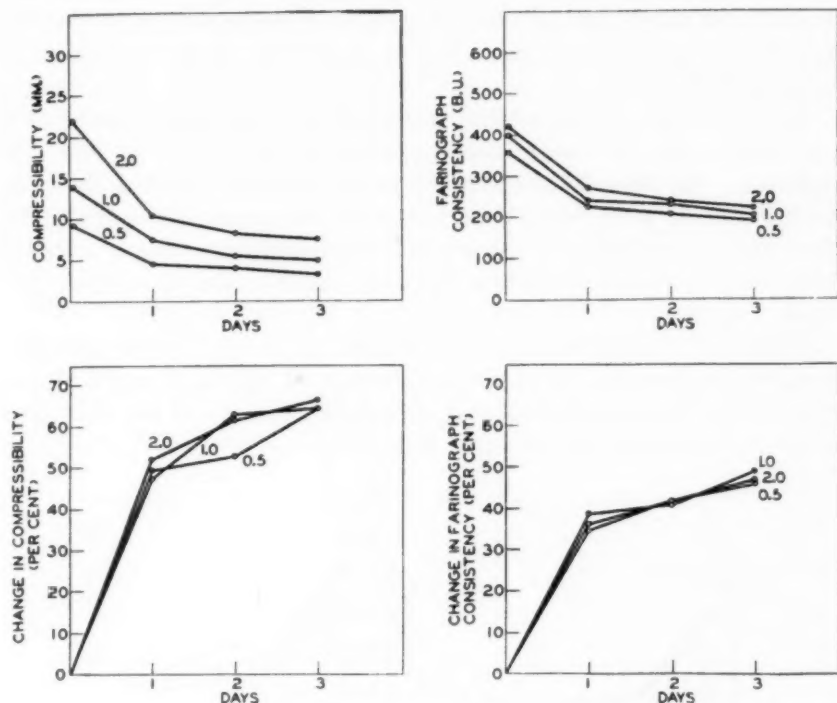 COMPRESSIBILITY (MM.)
30
25
20
15
10
5
0
2.0
1.0
0.5
1 2 3
DAYS
FARINOGRAPH
CONSISTENCY (B.U.)
600
500
400
300
200
100
0
2.0
1.0
0.5
1 2 3
DAYS
CHANGE IN COMPRESSIBILITY
(PER CENT)
70
60
50
40
30
20
10
0
2.0
1.0
0.5
1 2 3
DAYS
CHANGE IN FARINOGRAPH
CONSISTENCY (PER CENT)
70
60
50
40
30
20
10
0
1.0
2.0
0.5
1 2 3
DAYS